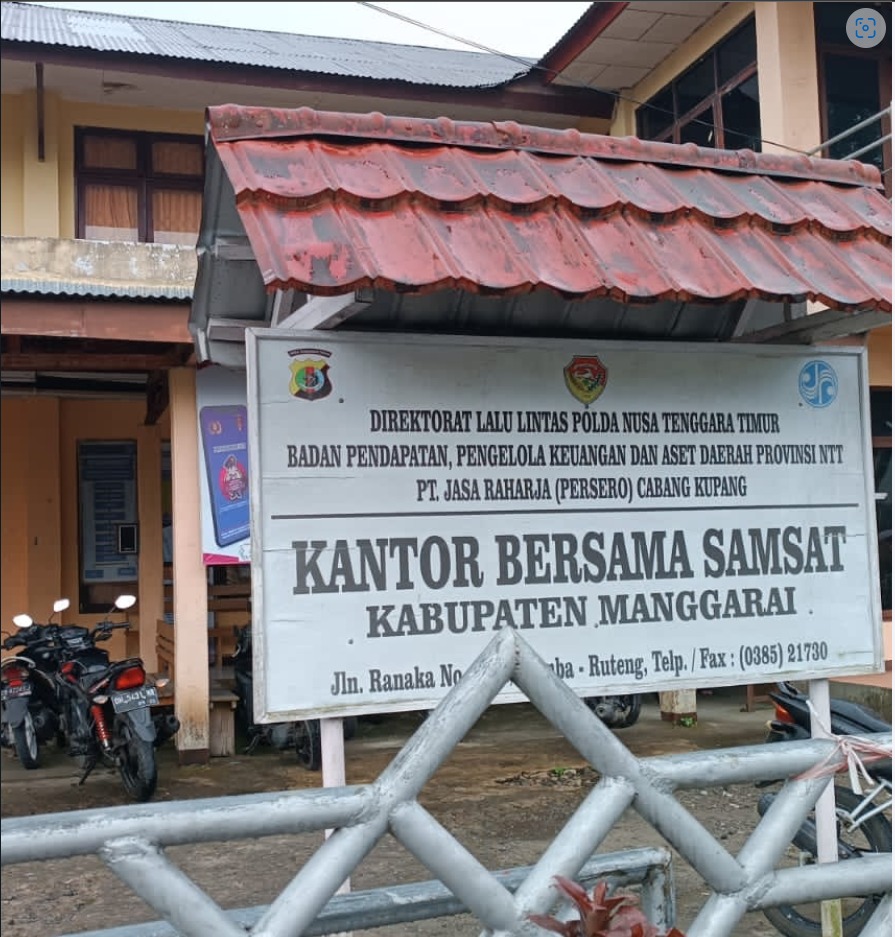 DIREKTORAT LALU LINTAS POLDA NUSA TENGGARA TIMUR
BADAN PENDAPATAN, PENGELOLA KEUANGAN DAN ASET DAERAH PROVINSI NTT
PT. JASA RAHARJA (PERSERO) CABANG KUPANG
KANTOR BERSAMA SAMSAT
KABUPATEN MANGGARAI
Jln. Ranaka No - Ruteng, Telp. / Fax : (0385) 21730